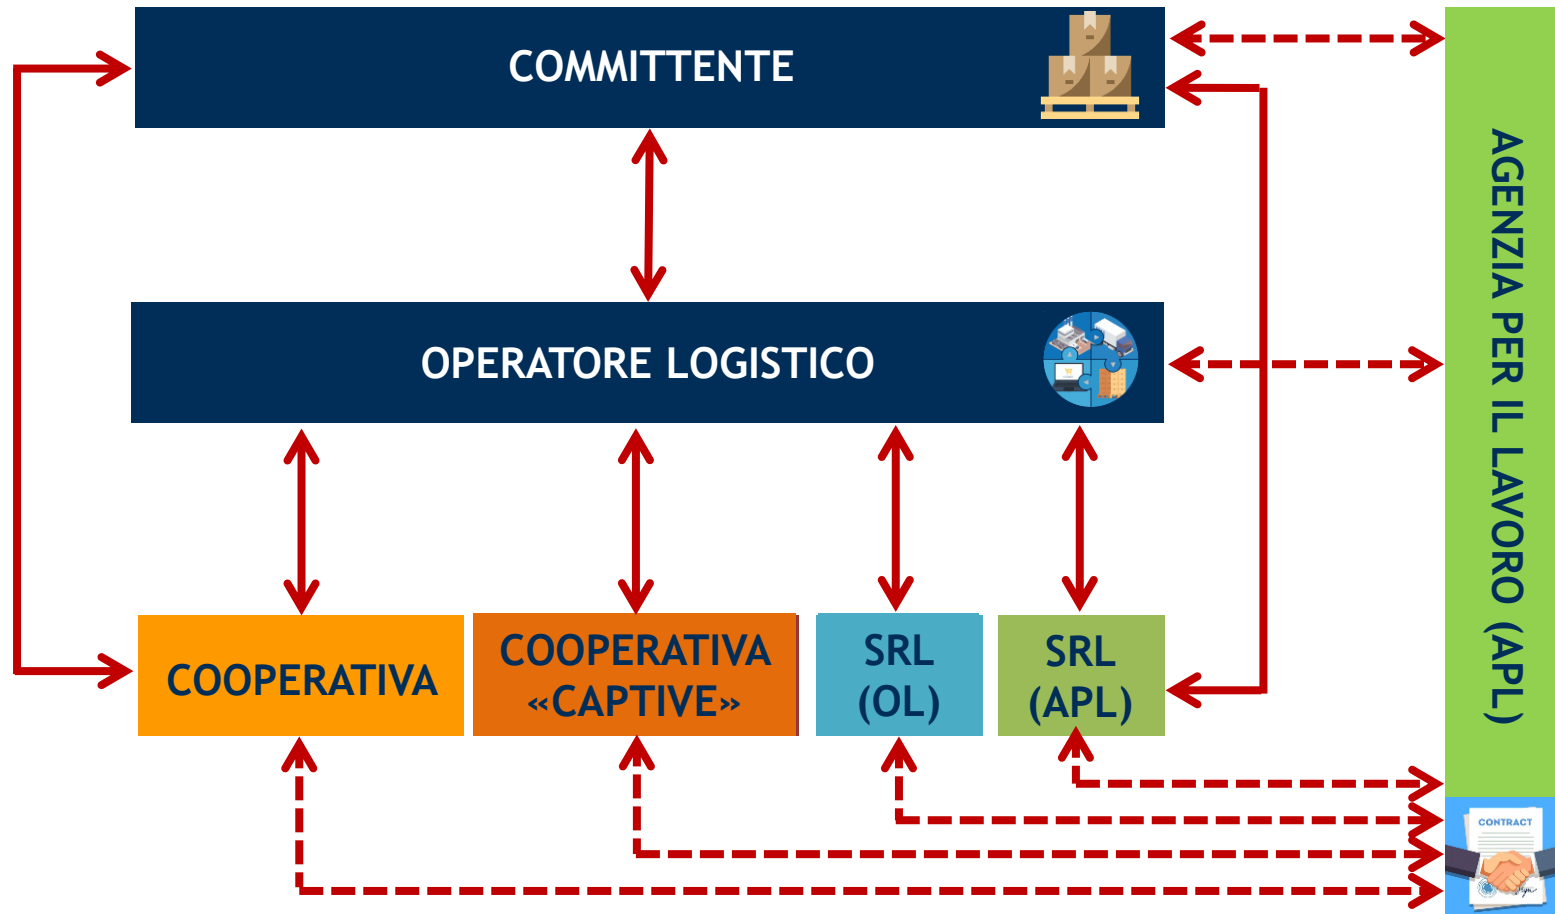 COMMITTENTE
OPERATORE LOGISTICO
COOPERATIVA
COOPERATIVA
«CAPTIVE»
SRL
(OL)
SRL
(APL)
AGENZIA PER IL LAVORO (APL)
CONTRACT